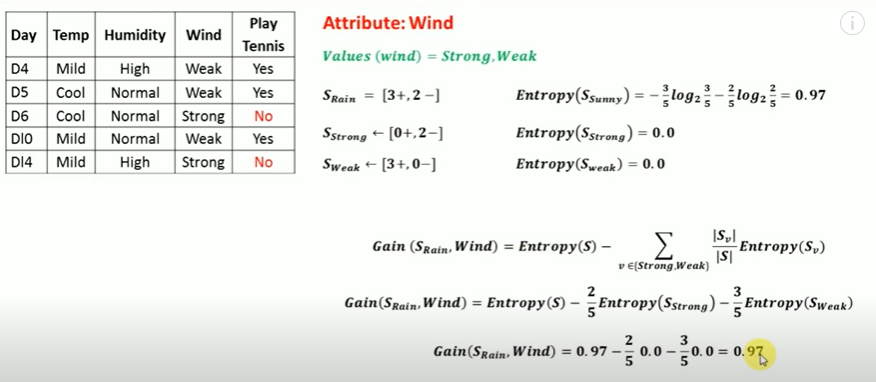 Day Temp Humidity Wind Play Tennis
D4 Mild High Weak Yes
D5 Cool Normal Weak Yes
D6 Cool Normal Strong No
D10 Mild Normal Weak Yes
D14 Mild High Strong No
Attribute: Wind
Values (wind) = Strong, Weak
S_Rain = [3+, 2 −] Entropy(S_Sunny) = − 3/5 log₂ 3/5 − 2/5 log₂ 2/5 = 0.97
S_Strong ← [0+, 2−] Entropy(S_Strong) = 0.0
S_Weak ← [3+, 0−] Entropy(S_weak) = 0.0
Gain (S_Rain, Wind) = Entropy(S) − ∑ v ∈{Strong,Weak} |S_v|/|S| Entropy(S_v)
Gain(S_Rain, Wind) = Entropy(S) − 2/5 Entropy(S_Strong) − 3/5 Entropy(S_Weak)
Gain(S_Rain, Wind) = 0.97 − 2/5 0.0 − 3/5 0.0 = 0.97